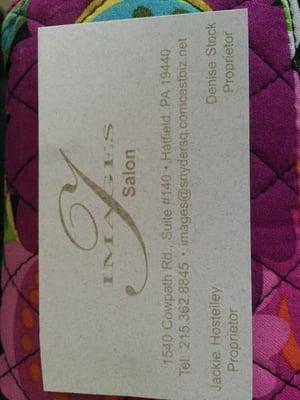 IMAGES
Salon
1540 Cowpath Rd., Suite #140 • Hatfield, PA 19440
Tel: 215.362.8845 • images@snydersq.comcastbiz.net
Jackie Hostelley Denise Stock
Proprietor Proprietor